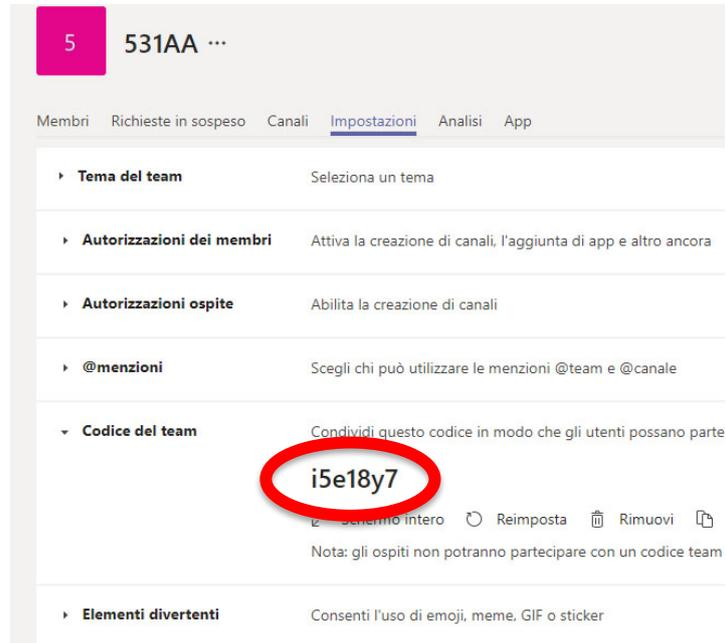 5 531AA ...
Membri Richieste in sospeso Canali Impostazioni Analisi App
Tema del team Seleziona un tema
Autorizzazioni dei membri Attiva la creazione di canali, l'aggiunta di app e altro ancora
Autorizzazioni ospite Abilita la creazione di canali
@menzioni Scegli chi può utilizzare le menzioni @team e @canale
Codice del team Condividi questo codice in modo che gli utenti possano parte
i5e18y7
Schermo intero Reimposta Rimuovi
Nota: gli ospiti non potranno partecipare con un codice team
Elementi divertenti Consenti l'uso di emoji, meme, GIF o sticker